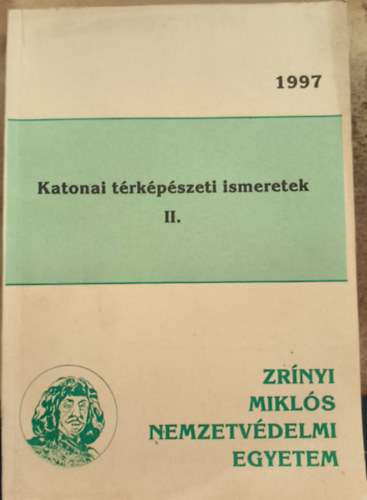 1997
Katonai térképészeti ismeretek
II.
ZRÍNYI
MIKLÓS
NEMZETVÉDELMI
EGYETEM